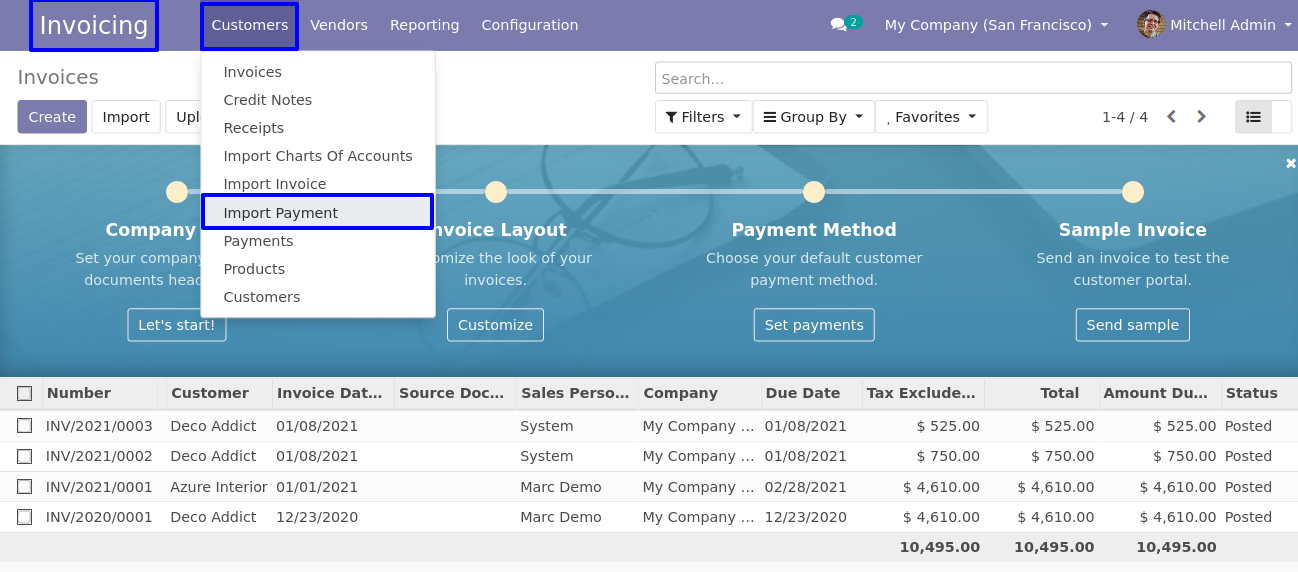 Invoicing Customers Vendors Reporting Configuration 2 My Company (San Francisco) Mitchell Admin
Invoices
Search...
Create Import Filters Group By Favorites 1-4 / 4
Invoices
Credit Notes
Receipts
Import Charts Of Accounts
Import Invoice
Import Payment
Payments
Products
Customers
Company
Set your company
documents
Let's start!
nvoice Layout
omize the look of your
invoices.
Customize
Payment Method
Choose your default customer
payment method.
Set payments
Sample Invoice
Send an invoice to test the
customer portal.
Send sample
Number Customer Invoice Dat... Source Doc... Sales Perso... Company Due Date Tax Exclude... Total Amount Du... Status
INV/2021/0003 Deco Addict 01/08/2021 System My Company ... 01/08/2021 $ 525.00 $ 525.00 $ 525.00 Posted
INV/2021/0002 Deco Addict 01/08/2021 System My Company ... 01/08/2021 $ 750.00 $ 750.00 $ 750.00 Posted
INV/2021/0001 Azure Interior 01/01/2021 Marc Demo My Company ... 02/28/2021 $ 4,610.00 $ 4,610.00 $ 4,610.00 Posted
INV/2020/0001 Deco Addict 12/23/2020 Marc Demo My Company ... 12/23/2020 $ 4,610.00 $ 4,610.00 $ 4,610.00 Posted
10,495.00 10,495.00 10,495.00